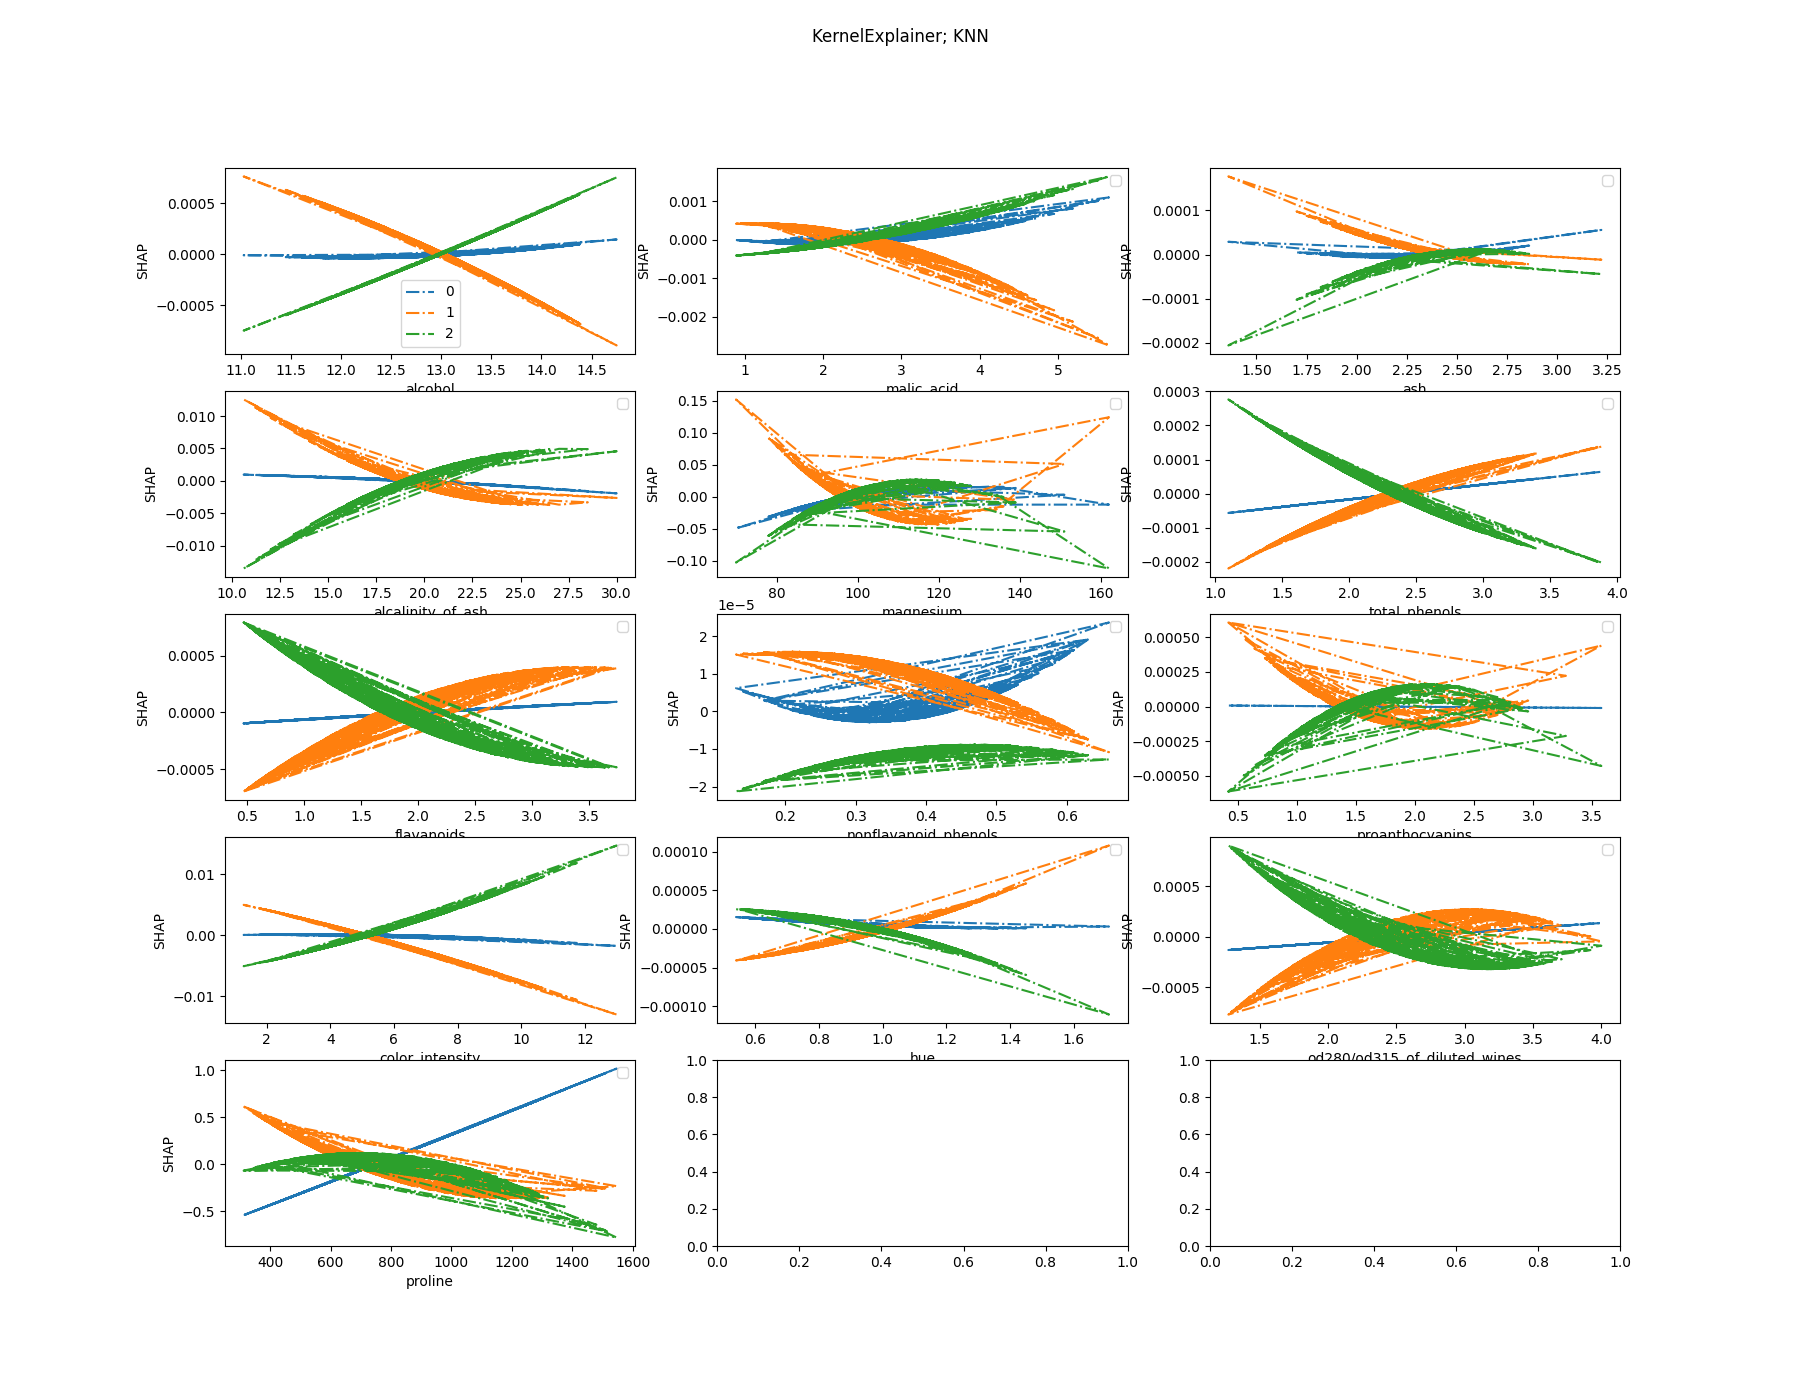 KernelExplainer; KNN
0.0005
0.0000
−0.0005
SHAP
0
1
2
11.0 11.5 12.0 12.5 13.0 13.5 14.0 14.5
alcohol
0.001
0.000
−0.001
−0.002
SHAP
1 2 3 4 5
malic_acid
0.0001
0.0000
−0.0001
−0.0002
SHAP
1.50 1.75 2.00 2.25 2.50 2.75 3.00 3.25
ash
0.010
0.005
0.000
−0.005
−0.010
SHAP
10.0 12.5 15.0 17.5 20.0 22.5 25.0 27.5 30.0
alcalinity_of_ash
0.15
0.10
0.05
0.00
−0.05
−0.10
SHAP
80 100 120 140 160
magnesium
0.0003
0.0002
0.0001
0.0000
−0.0001
−0.0002
SHAP
1.0 1.5 2.0 2.5 3.0 3.5 4.0
total_phenols
0.0005
0.0000
−0.0005
SHAP
0.5 1.0 1.5 2.0 2.5 3.0 3.5
flavanoids
1e−5
2
1
0
−1
−2
SHAP
0.2 0.3 0.4 0.5 0.6
nonflavanoid_phenols
0.00050
0.00025
0.00000
−0.00025
−0.00050
SHAP
0.5 1.0 1.5 2.0 2.5 3.0 3.5
proanthocyanins
0.01
0.00
−0.01
SHAP
2 4 6 8 10 12
color_intensity
0.00010
0.00005
0.00000
−0.00005
−0.00010
SHAP
0.6 0.8 1.0 1.2 1.4 1.6
hue
0.0005
0.0000
−0.0005
SHAP
1.5 2.0 2.5 3.0 3.5 4.0
od280/od315_of_diluted_wines
1.0
0.5
0.0
−0.5
SHAP
400 600 800 1000 1200 1400 1600
proline
1.0
0.8
0.6
0.4
0.2
0.0
0.0 0.2 0.4 0.6 0.8 1.0
1.0
0.8
0.6
0.4
0.2
0.0
0.0 0.2 0.4 0.6 0.8 1.0